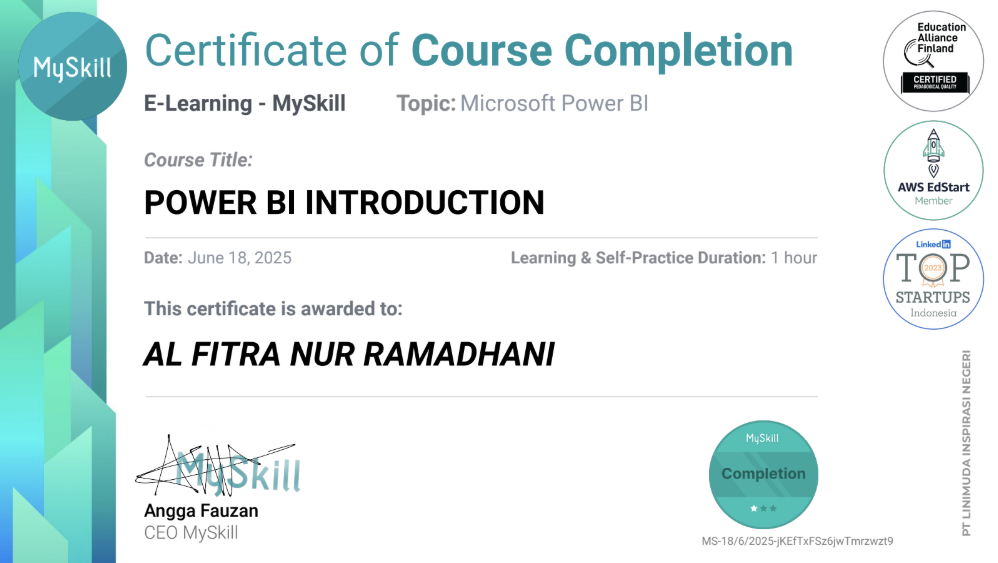 MySkill
Certificate of Course Completion
E-Learning - MySkill Topic: Microsoft Power BI
Course Title:
POWER BI INTRODUCTION
Date: June 18, 2025 Learning & Self-Practice Duration: 1 hour
This certificate is awarded to:
AL FITRA NUR RAMADHANI
MySkill
Angga Fauzan
CEO MySkill
MySkill
Completion
MS-18/6/2025-jKEfTxFSz6jwTmrzwzt9
Education
Alliance
Finland
CERTIFIED
PEDAGOGICAL QUALITY
AWS EdStart
Member
Linkedin
TOP
2023
STARTUPS
Indonesia
PT LINIMUDA INSPIRASI NEGERI